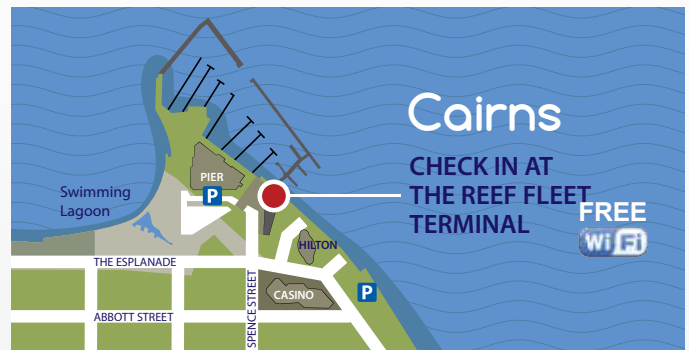 Cairns
CHECK IN AT
THE REEF FLEET
TERMINAL
FREE
WiFi
PIER
P
Swimming
Lagoon
HILTON
THE ESPLANADE
SPENCE STREET
CASINO
P
ABBOTT STREET